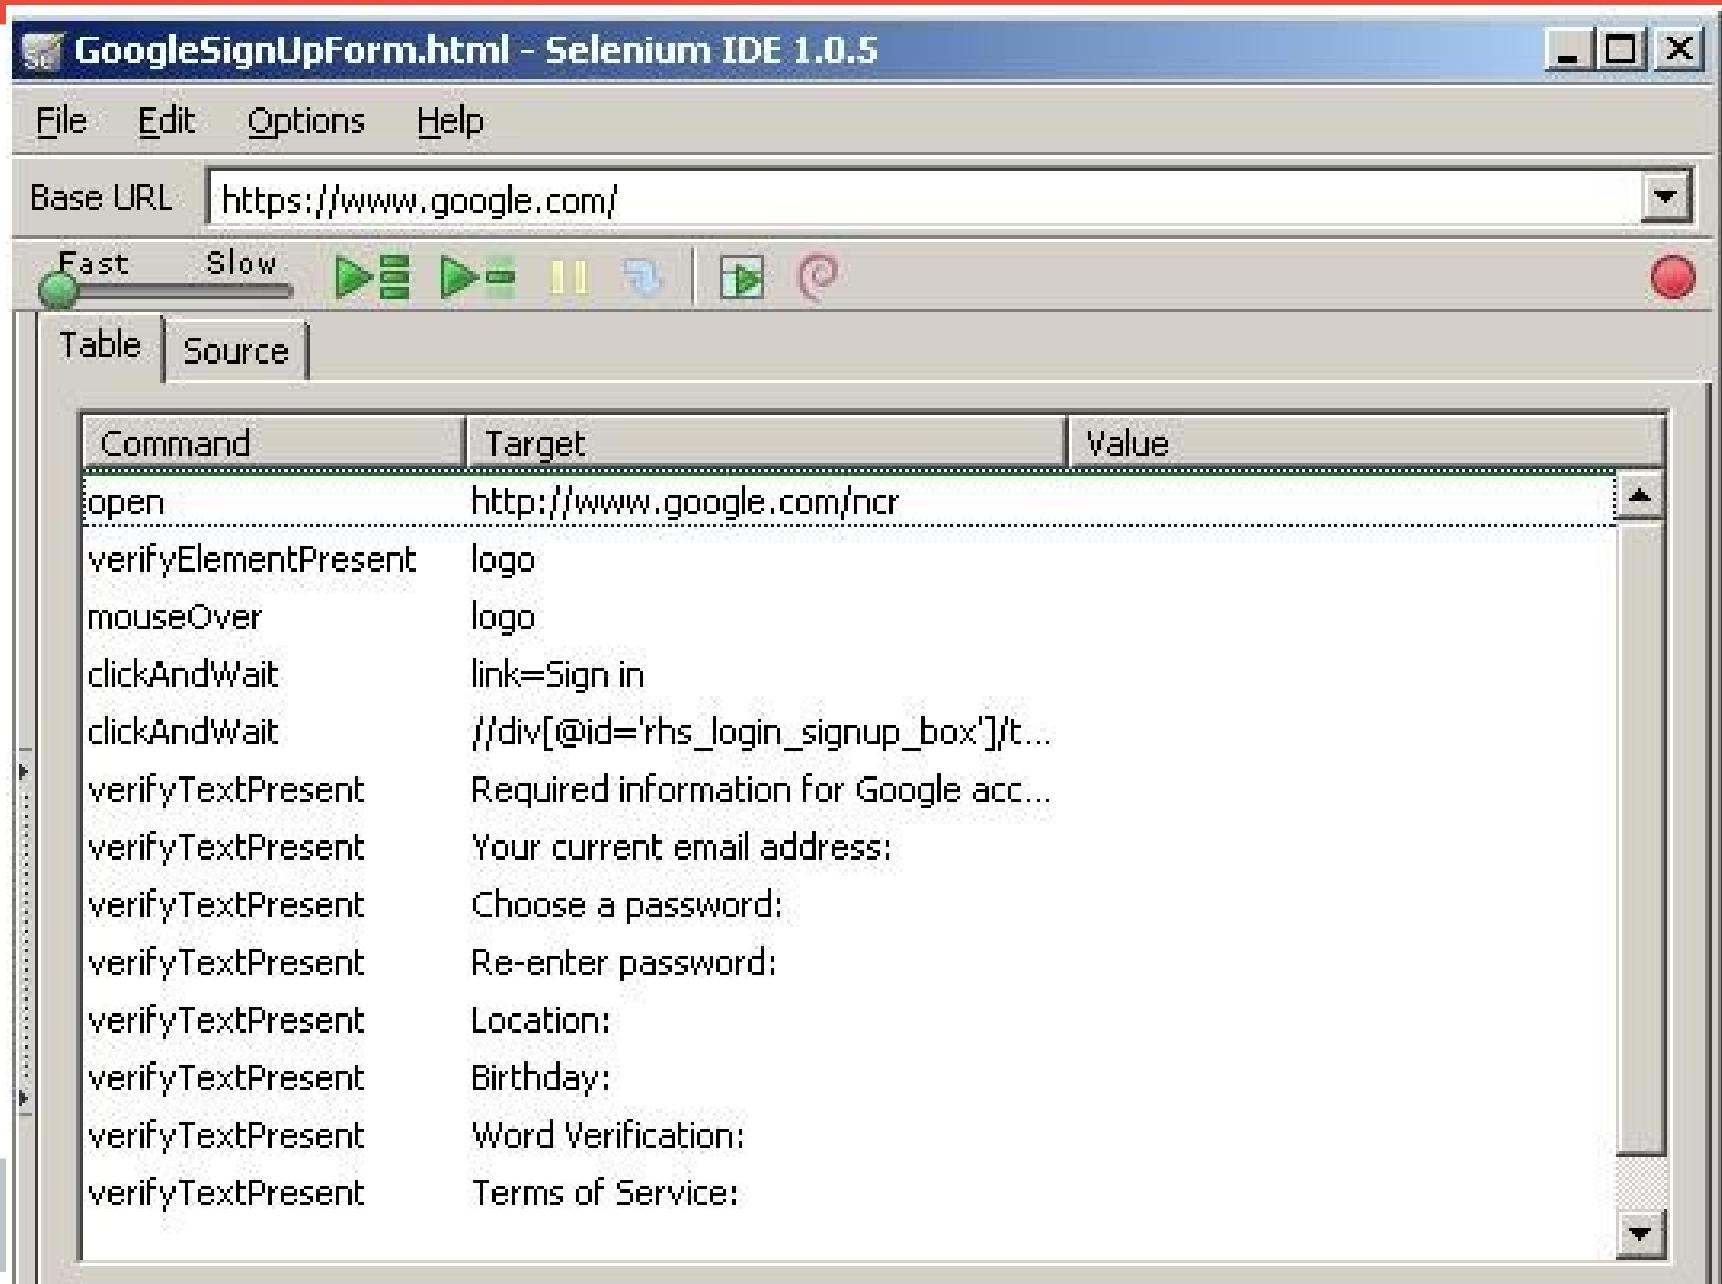 GoogleSignUpForm.html - Selenium IDE 1.0.5
File Edit Options Help
Base URL https://www.google.com/
Fast Slow
Table Source
Command Target Value
open http://www.google.com/ncr
verifyElementPresent logo
mouseOver logo
clickAndWait link=Sign in
clickAndWait //div[@id='rhs_login_signup_box']/t...
verifyTextPresent Required information for Google acc...
verifyTextPresent Your current email address:
verifyTextPresent Choose a password:
verifyTextPresent Re-enter password:
verifyTextPresent Location:
verifyTextPresent Birthday:
verifyTextPresent Word Verification:
verifyTextPresent Terms of Service: